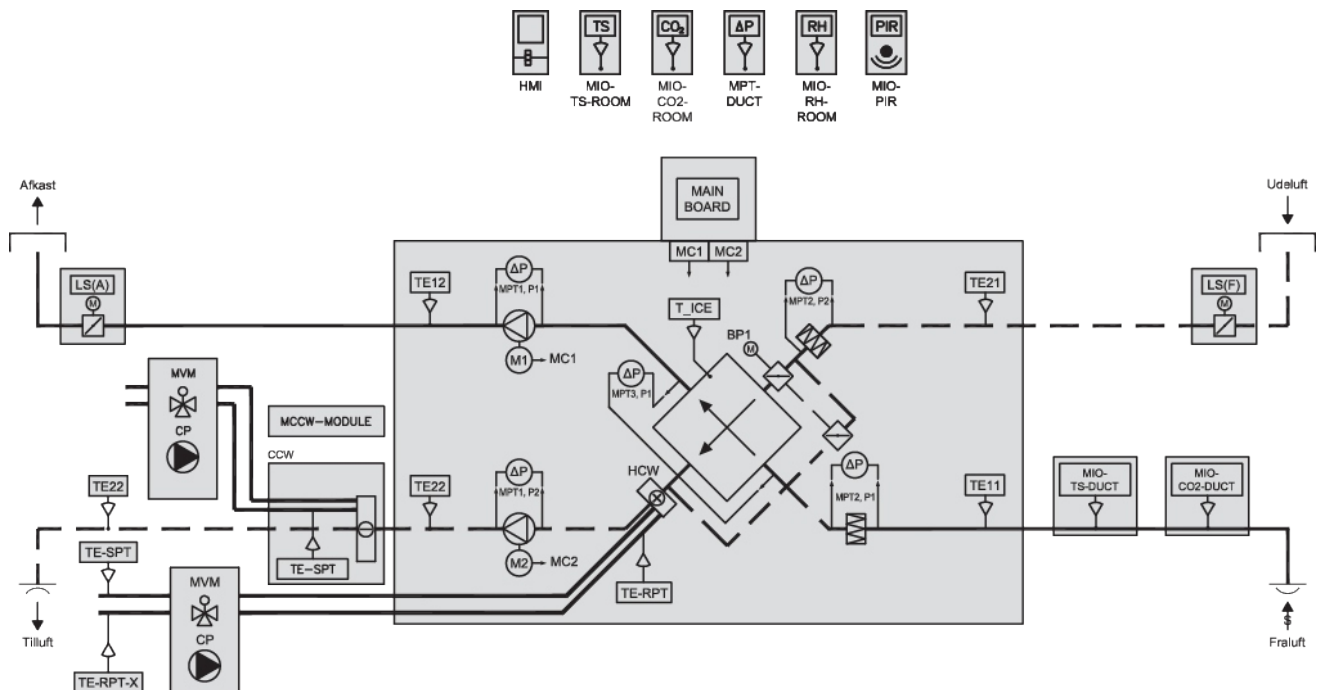 TS
CO₂
ΔP
RH
PIR
HMI
MIO-
TS-ROOM
MIO-
CO2-
ROOM
MPT-
DUCT
MIO-
RH-
ROOM
MIO-
PIR
Afkast
Udeluft
MAIN
BOARD
MC1
MC2
LS(A)
M
TE12
ΔP
MPT1, P1
T_ICE
ΔP
MPT2, P2
TE21
LS(F)
M
BP1
M
M1
MC1
MVM
CP
ΔP
MPT3, P1
MCCW-MODULE
CCW
TE22
TE22
ΔP
MPT1, P2
HCW
ΔP
MPT2, P1
TE11
MIO-
TS-DUCT
MIO-
CO2-DUCT
TE-SPT
TE-SPT
M2
MC2
TE-RPT
MVM
CP
Tilluft
$
Fraluft
TE-RPT-X